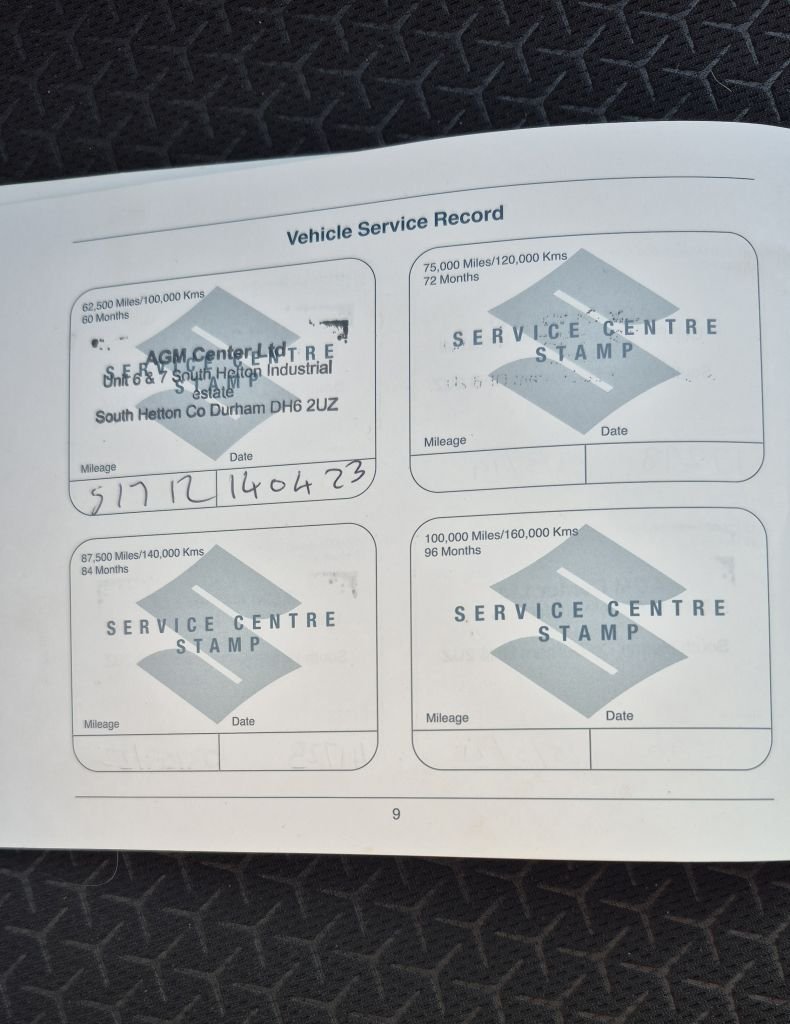 Vehicle Service Record
62,500 Miles/100,000 Kms
60 Months
SERVICE CENTRE
STAMP
AGM Center Ltd
Unit 6 & 7 South Hetton Industrial
estate
South Hetton Co Durham DH6 2UZ
Mileage Date
51712 140423
75,000 Miles/120,000 Kms
72 Months
SERVICE CENTRE
STAMP
Mileage Date
87,500 Miles/140,000 Kms
84 Months
SERVICE CENTRE
STAMP
Mileage Date
100,000 Miles/160,000 Kms
96 Months
SERVICE CENTRE
STAMP
Mileage Date
9